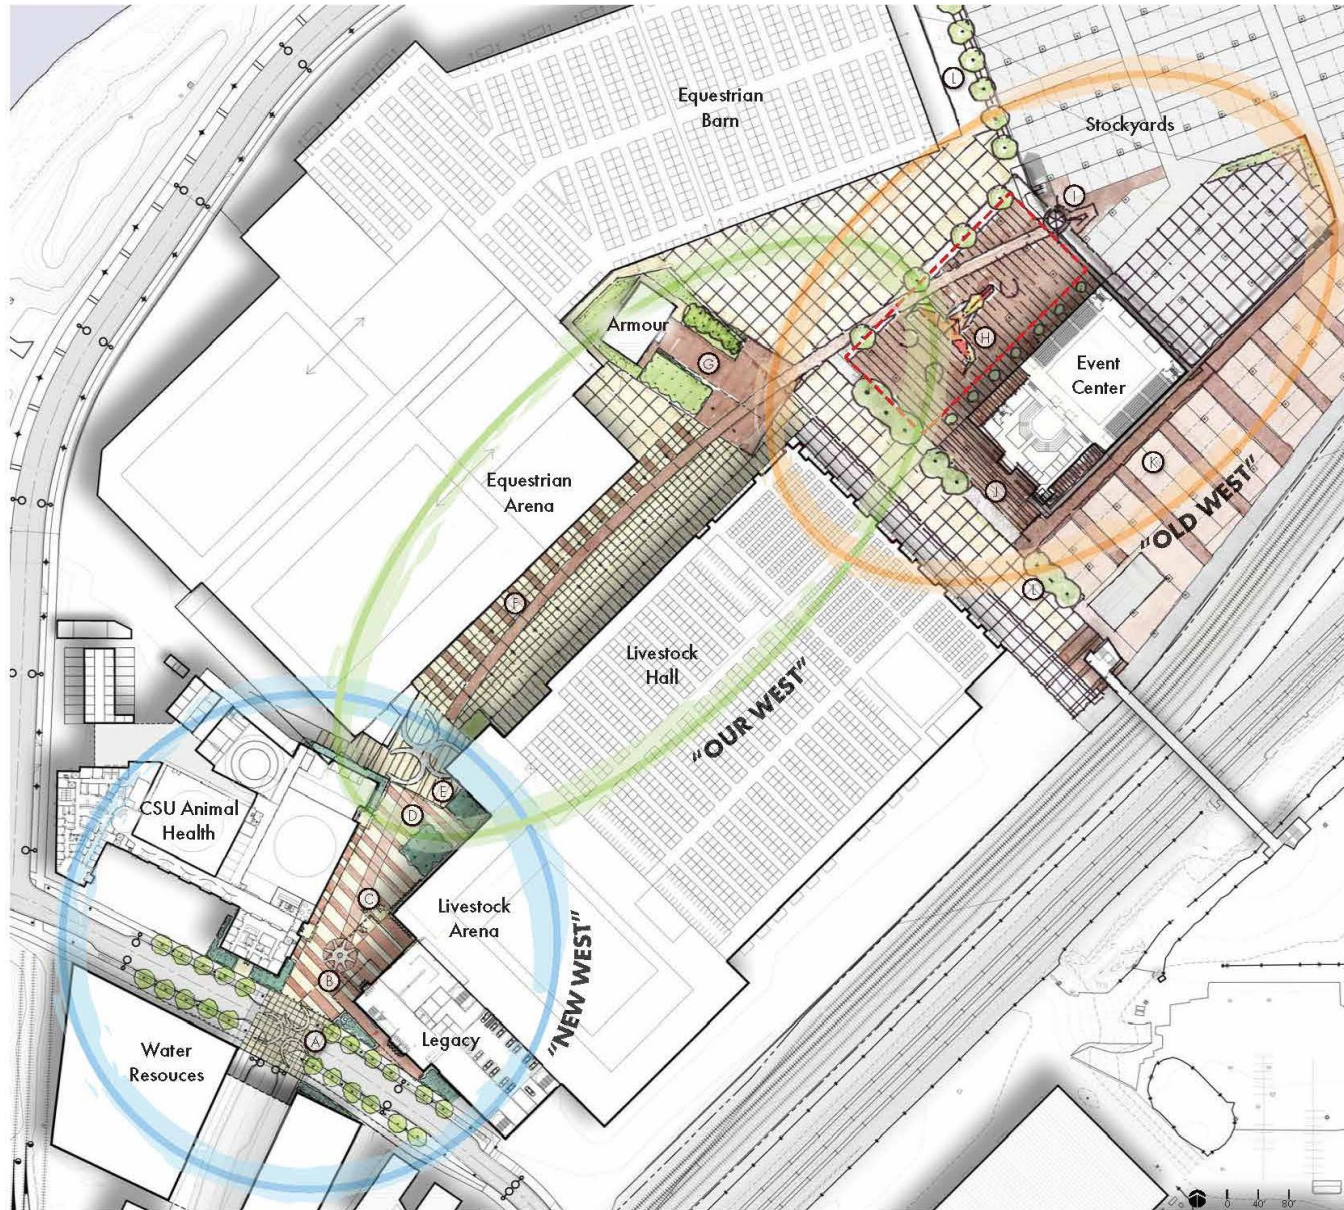 Equestrian
Barn
L
Stockyards
I
Armour
G
H
Event
Center
Equestrian
Arena
J
K
"OLD WEST"
F
L
Livestock
Hall
"OUR WEST"
E
D
CSU Animal
Health
C
Livestock
Arena
"NEW WEST"
B
A
Legacy
Water
Resouces
0 40' 80'